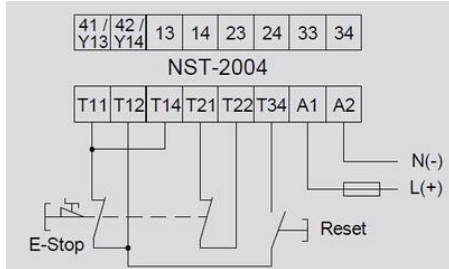 41/ 42/ 13 14 23 24 33 34
Y13 Y14
NST-2004
T11 T12 T14 T21 T22 T34 A1 A2
N(-)
L(+)
E-Stop
Reset